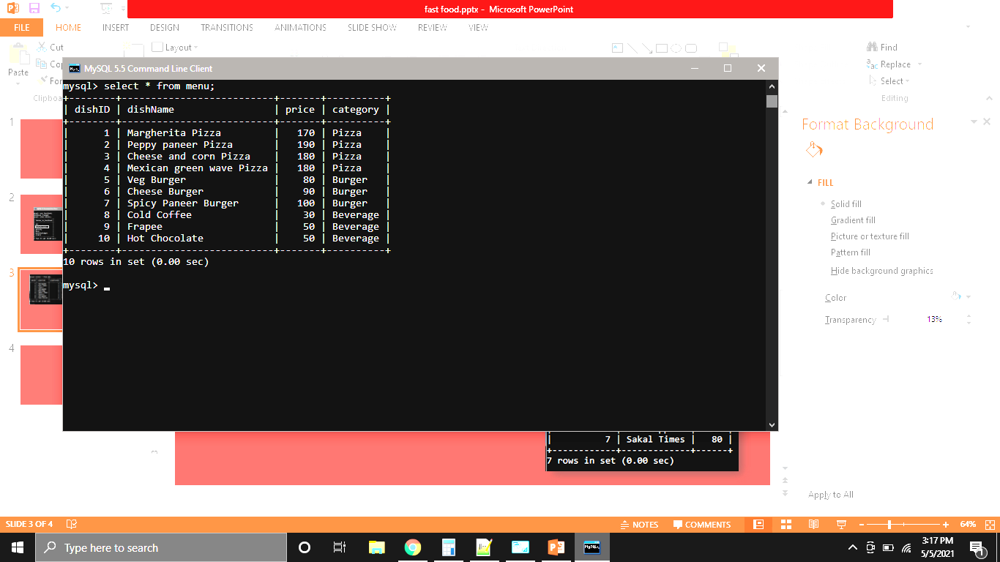 fast food.pptx - Microsoft PowerPoint
FILE HOME INSERT DESIGN TRANSITIONS ANIMATIONS SLIDE SHOW REVIEW VIEW
Cut
Layout
Paste
Clipboa
Find
Replace
Select
Editing
MySQL 5.5 Command Line Client
mysql> select * from menu;
+--------+--------------------------+-------+----------+
| dishID | dishName | price | category |
+--------+--------------------------+-------+----------+
| 1 | Margherita Pizza | 170 | Pizza |
| 2 | Peppy paneer Pizza | 190 | Pizza |
| 3 | Cheese and corn Pizza | 180 | Pizza |
| 4 | Mexican green wave Pizza | 180 | Pizza |
| 5 | Veg Burger | 80 | Burger |
| 6 | Cheese Burger | 90 | Burger |
| 7 | Spicy Paneer Burger | 100 | Burger |
| 8 | Cold Coffee | 30 | Beverage |
| 9 | Frapee | 50 | Beverage |
| 10 | Hot Chocolate | 50 | Beverage |
+--------+--------------------------+-------+----------+
10 rows in set (0.00 sec)
mysql> _
1
2
3
4
Format Background
FILL
Solid fill
Gradient fill
Picture or texture fill
Pattern fill
Hide background graphics
Color
Transparency 13%
Apply to All
| 7 | Sakal Times | 80 |
+------------+-------------+------+
7 rows in set (0.00 sec)
3
SLIDE 3 OF 4 NOTES COMMENTS 64%
Type here to search
MySQL
3:17 PM
5/5/2021
1